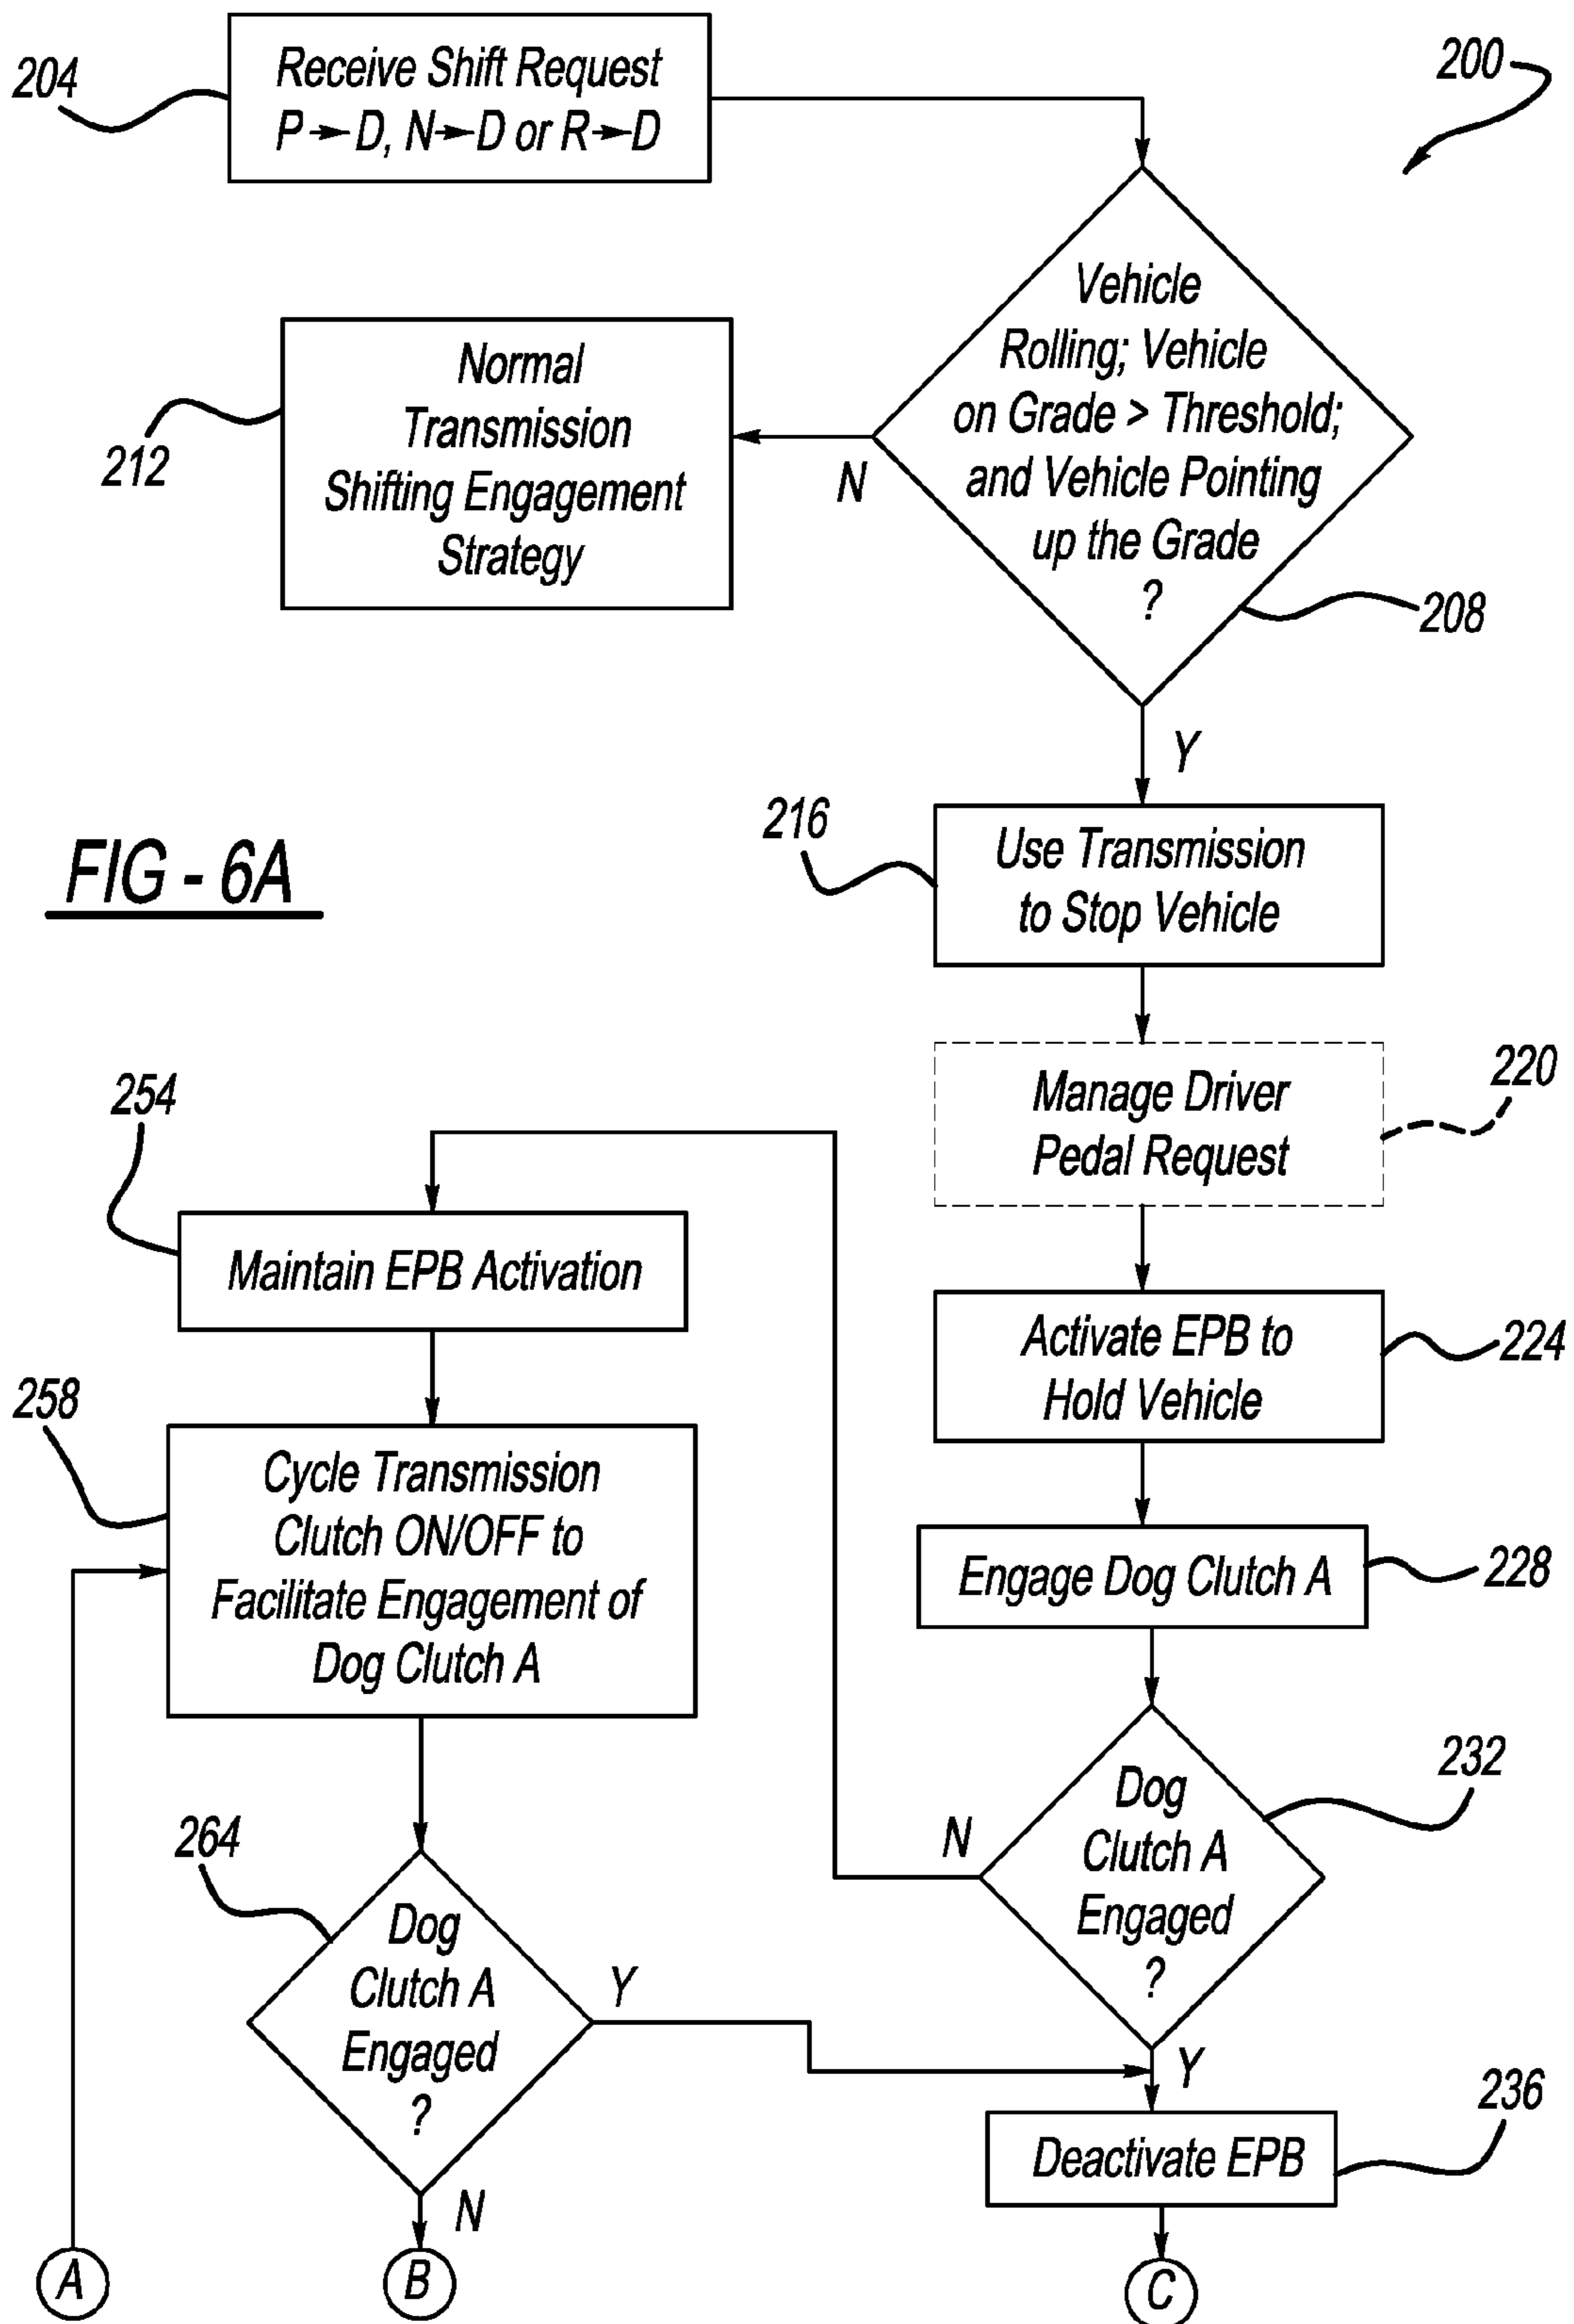 204
Receive Shift Request
P→D, N→D or R→D
200
Vehicle
Rolling; Vehicle
on Grade > Threshold;
and Vehicle Pointing
up the Grade
?
208
N
Normal
Transmission
Shifting Engagement
Strategy
212
Y
216
Use Transmission
to Stop Vehicle
FIG - 6A
220
Manage Driver
Pedal Request
254
Maintain EPB Activation
Activate EPB to
Hold Vehicle
224
258
Cycle Transmission
Clutch ON/OFF to
Facilitate Engagement of
Dog Clutch A
Engage Dog Clutch A
228
232
Dog
Clutch A
Engaged
?
N
264
Dog
Clutch A
Engaged
?
Y
Y
236
Deactivate EPB
N
A
B
C